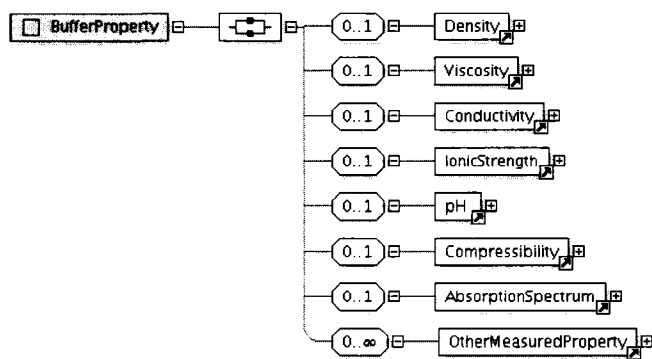 BufferProperty
0..1 Density
0..1 Viscosity
0..1 Conductivity
0..1 IonicStrength
0..1 pH
0..1 Compressibility
0..1 AbsorptionSpectrum
0..∞ OtherMeasuredProperty